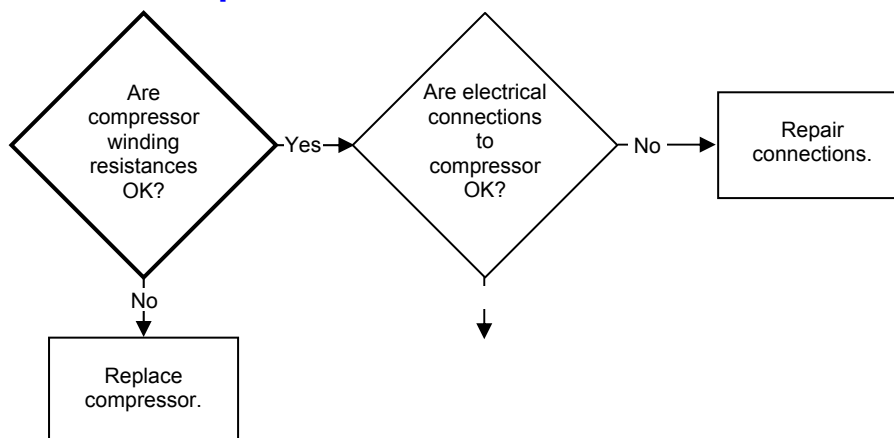 Are
compressor
winding
resistances
OK?
Yes
Are electrical
connections
to
compressor
OK?
No
Repair
connections.
No
Replace
compressor.